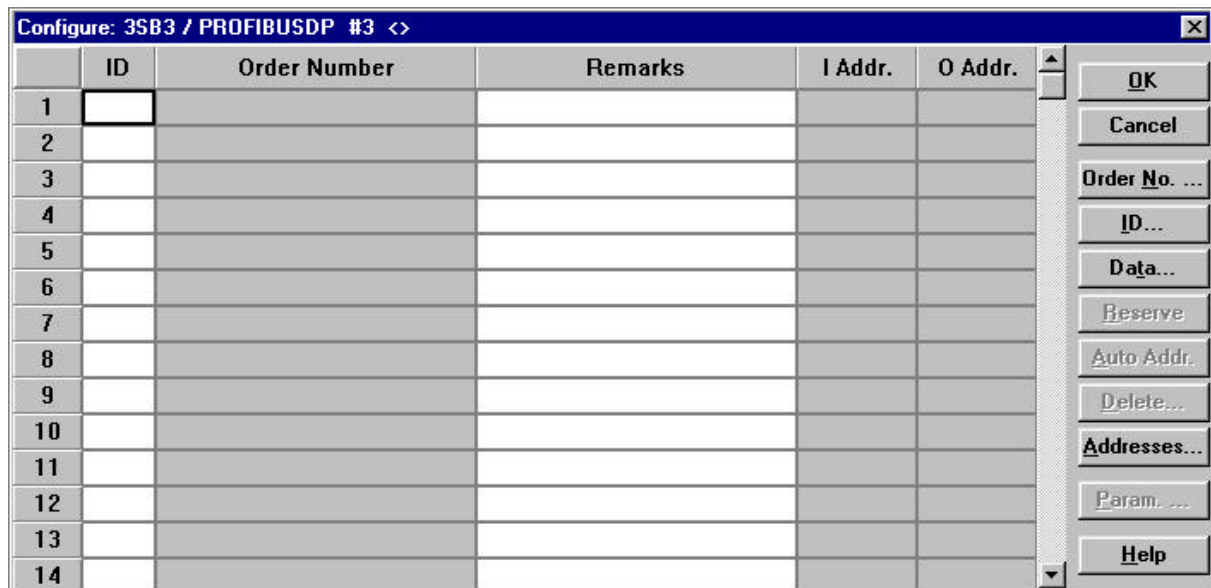 Configure: 3SB3 / PROFIBUSDP #3 <>
ID Order Number Remarks I Addr. O Addr.
1
2
3
4
5
6
7
8
9
10
11
12
13
14
OK
Cancel
Order No. ...
ID...
Data...
Reserve
Auto Addr.
Delete...
Addresses...
Param. ...
Help